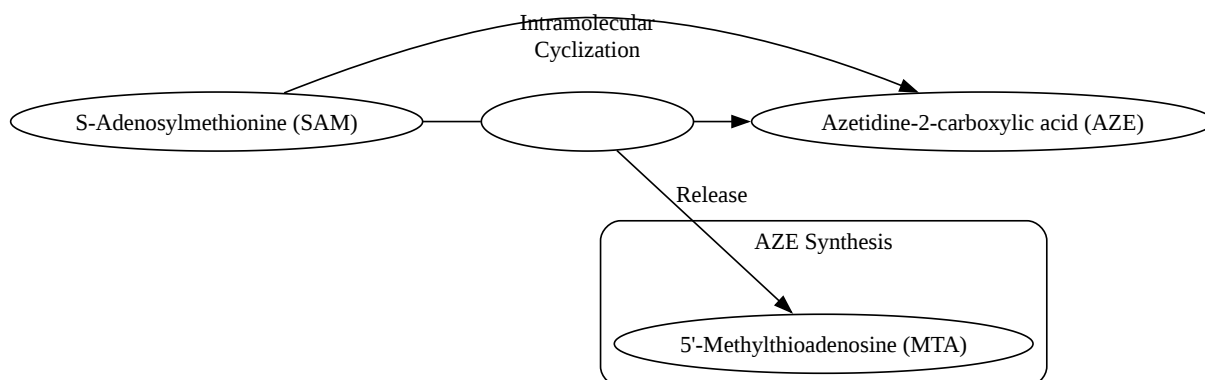 Intramolecular
Cyclization
S-Adenosylmethionine (SAM)
Azetidine-2-carboxylic acid (AZE)
Release
AZE Synthesis
5'-Methylthioadenosine (MTA)